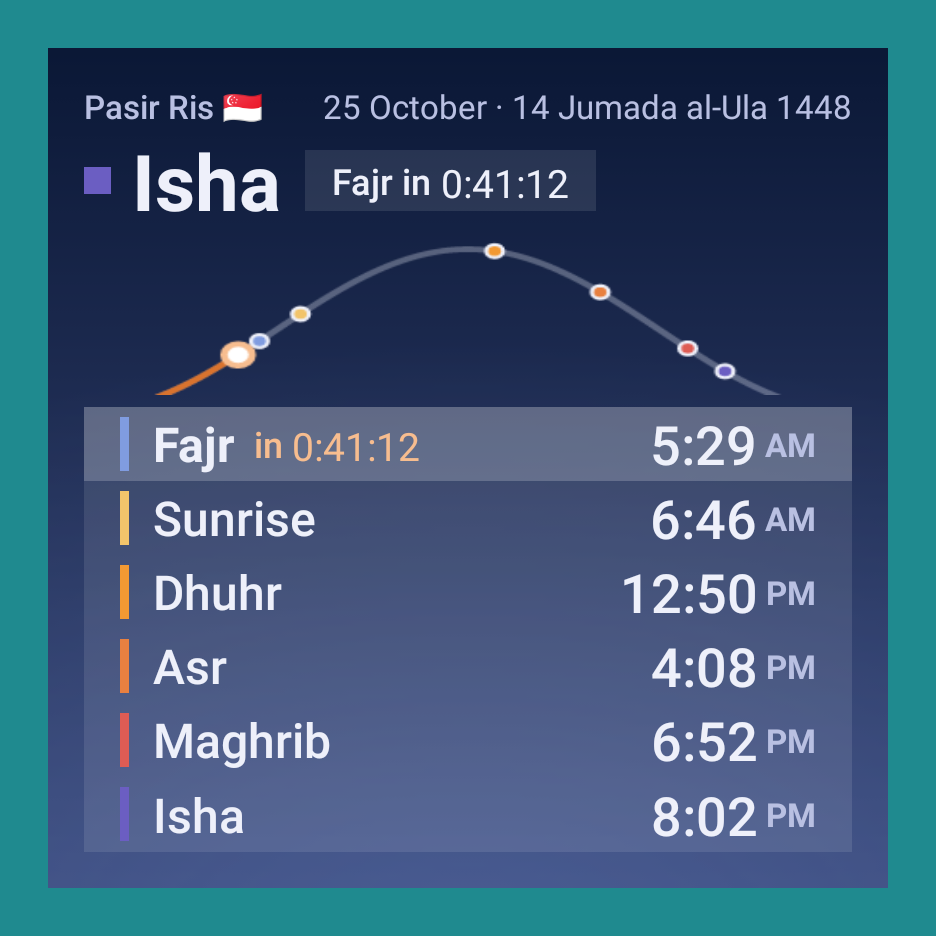 Pasir Ris 🇸🇬 25 October · 14 Jumada al-Ula 1448
Isha Fajr in 0:41:12
Fajr in 0:41:12 5:29 AM
Sunrise 6:46 AM
Dhuhr 12:50 PM
Asr 4:08 PM
Maghrib 6:52 PM
Isha 8:02 PM